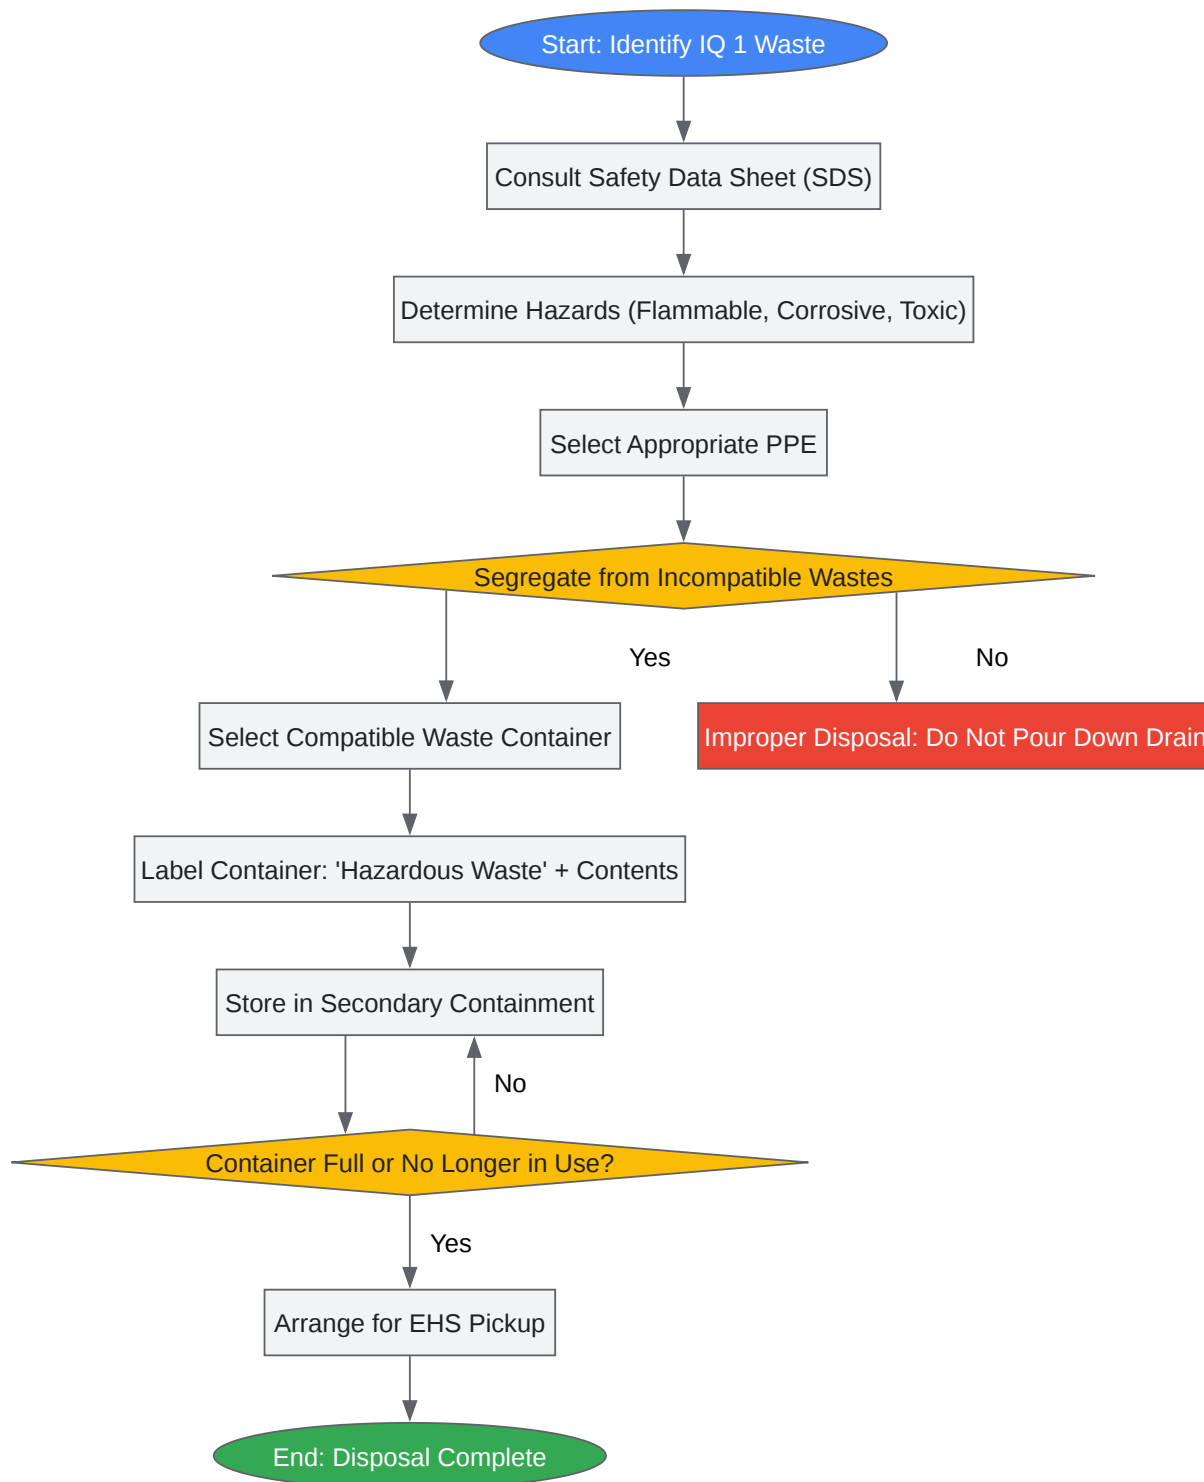 Start: Identify IQ 1 Waste
Consult Safety Data Sheet (SDS)
Determine Hazards (Flammable, Corrosive, Toxic)
Select Appropriate PPE
Segregate from Incompatible Wastes
Yes
No
Select Compatible Waste Container
Improper Disposal: Do Not Pour Down Drain
Label Container: 'Hazardous Waste' + Contents
Store in Secondary Containment
No
Container Full or No Longer in Use?
Yes
Arrange for EHS Pickup
End: Disposal Complete